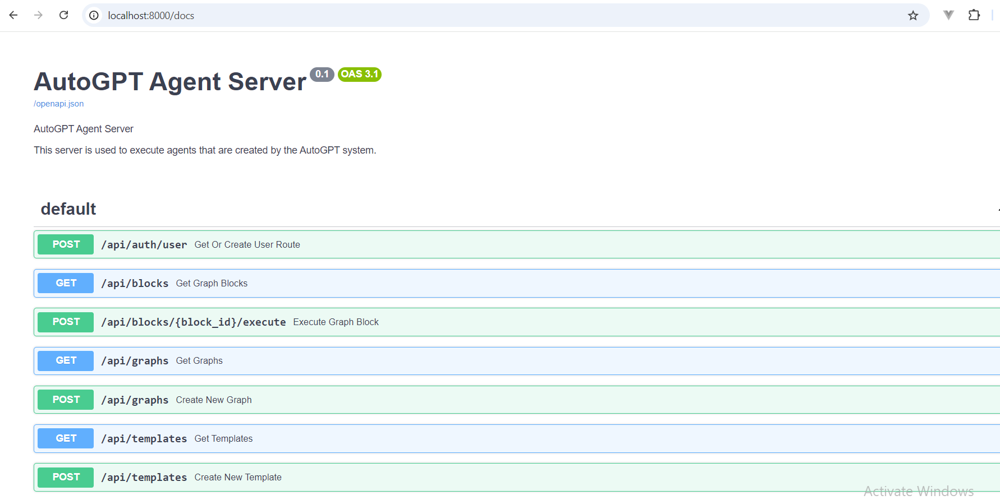 localhost:8000/docs
AutoGPT Agent Server 0.1 OAS 3.1
/openapi.json
AutoGPT Agent Server
This server is used to execute agents that are created by the AutoGPT system.
default
POST /api/auth/user Get Or Create User Route
GET /api/blocks Get Graph Blocks
POST /api/blocks/{block_id}/execute Execute Graph Block
GET /api/graphs Get Graphs
POST /api/graphs Create New Graph
GET /api/templates Get Templates
POST /api/templates Create New Template
Activate Windows